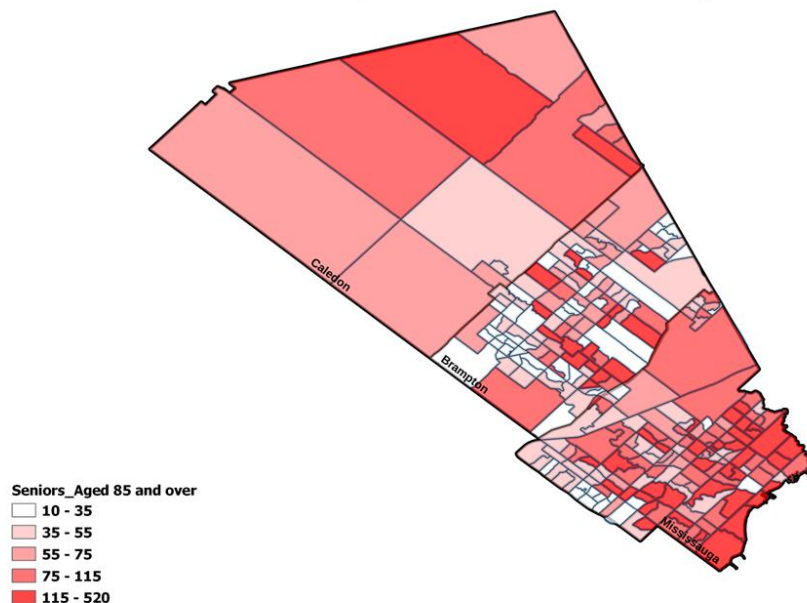 Caledon
Brampton
Mississauga
Seniors_Aged 85 and over
10 - 35
35 - 55
55 - 75
75 - 115
115 - 520